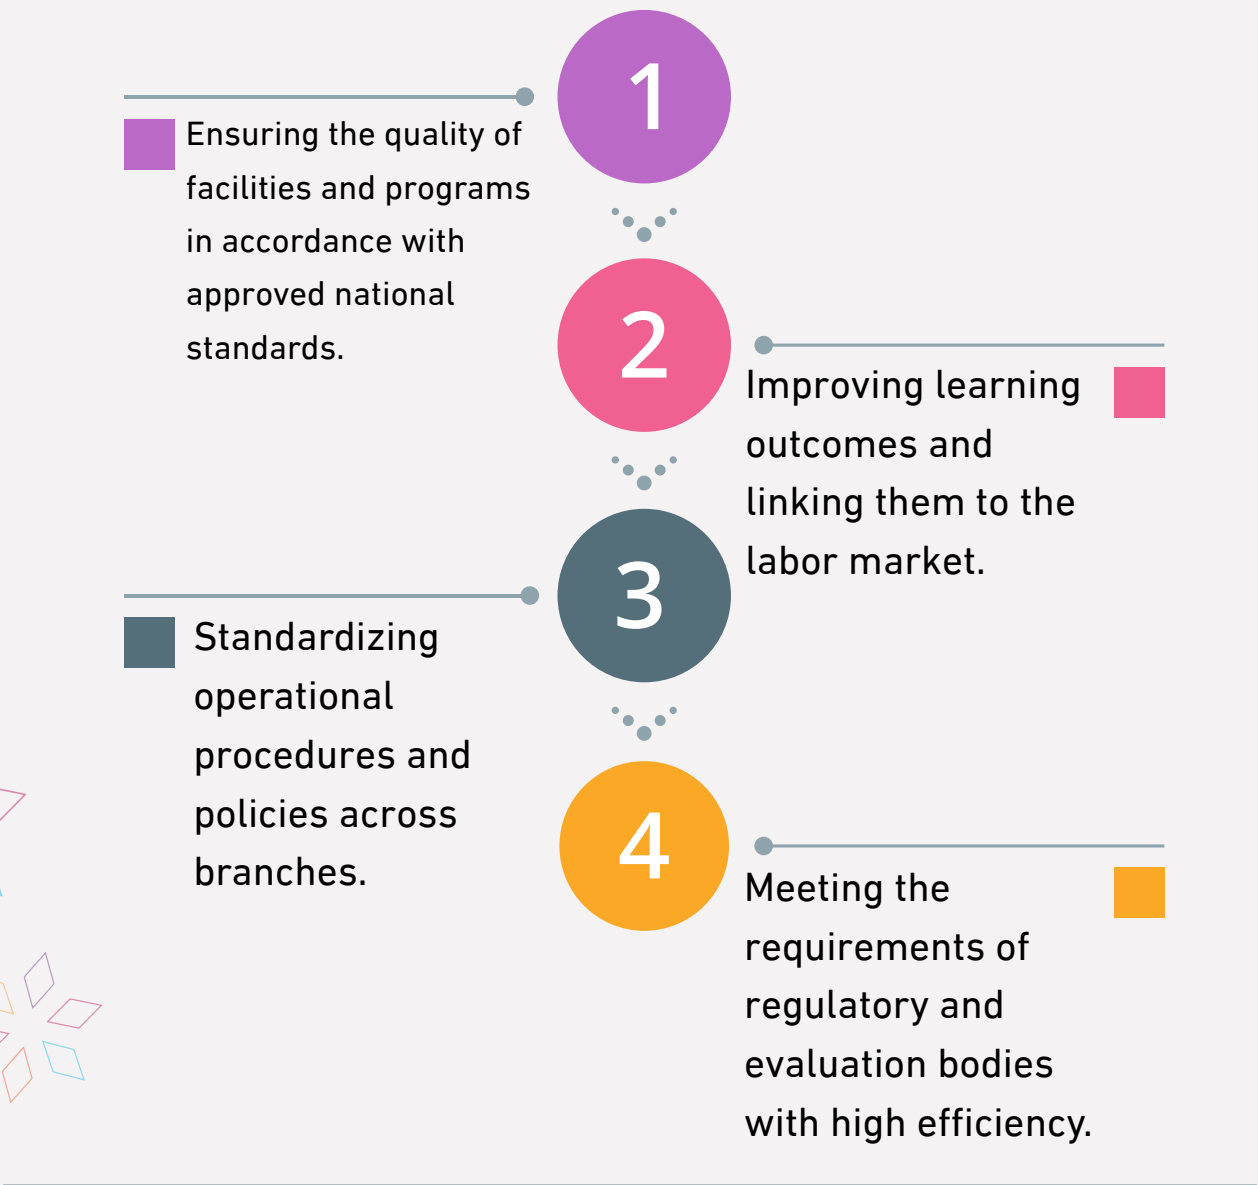 1
Ensuring the quality of
facilities and programs
in accordance with
approved national
standards.
2
Improving learning
outcomes and
linking them to the
labor market.
3
Standardizing
operational
procedures and
policies across
branches.
4
Meeting the
requirements of
regulatory and
evaluation bodies
with high efficiency.